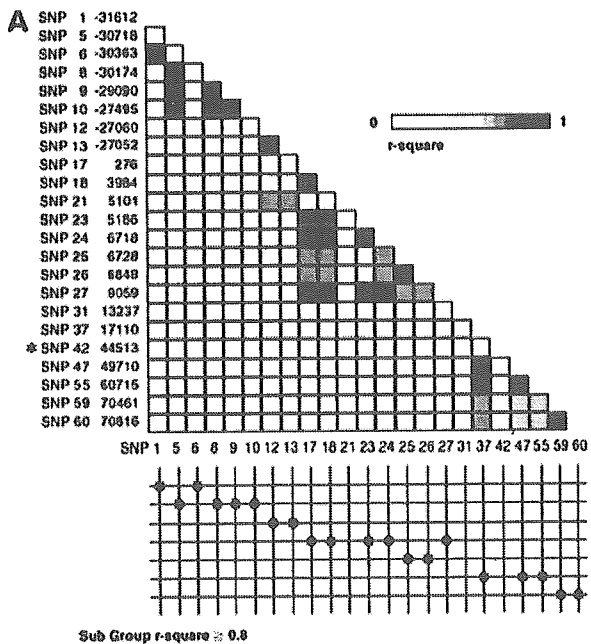 A
SNP 1 -31612
SNP 5 -30718
SNP 6 -30363
SNP 8 -30174
SNP 9 -29090
SNP 10 -27495
SNP 12 -27060
SNP 13 -27052
SNP 17 276
SNP 18 3984
SNP 21 5101
SNP 23 5166
SNP 24 6718
SNP 25 6728
SNP 26 6849
SNP 27 9059
SNP 31 13237
SNP 37 17110
* SNP 42 44513
SNP 47 49710
SNP 55 60715
SNP 59 70461
SNP 60 70816
0 1
r-square
SNP 1 5 6 8 9 10 12 13 17 18 21 23 24 25 26 27 31 37 42 47 55 59 60
Sub Group r-square ≥ 0.8